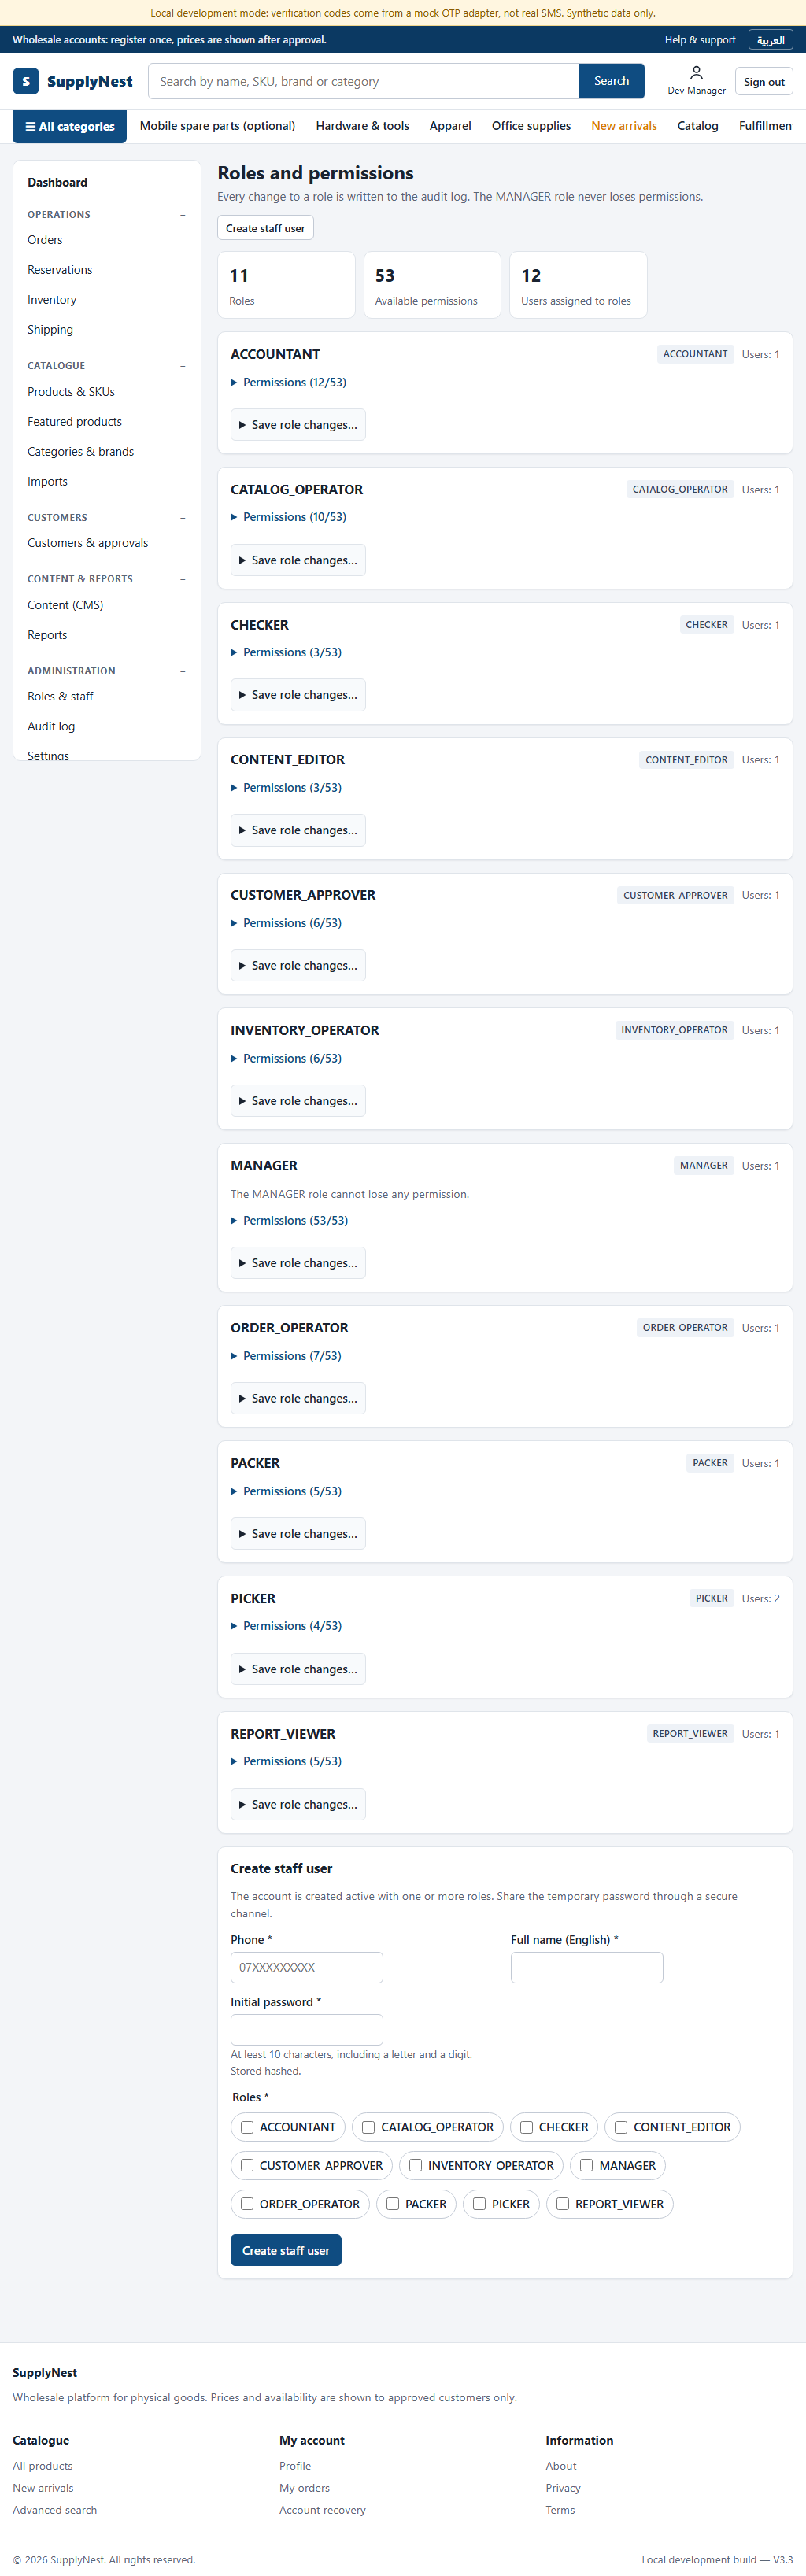 Local development mode: verification codes come from a mock OTP adapter, not real SMS. Synthetic data only.
Wholesale accounts: register once, prices are shown after approval.
Help & support
العربية
S SupplyNest
Search by name, SKU, brand or category
Search
Dev Manager
Sign out
☰ All categories
Mobile spare parts (optional)
Hardware & tools
Apparel
Office supplies
New arrivals
Catalog
Fulfillment
Dashboard
OPERATIONS –
Orders
Reservations
Inventory
Shipping
CATALOGUE –
Products & SKUs
Featured products
Categories & brands
Imports
CUSTOMERS –
Customers & approvals
CONTENT & REPORTS –
Content (CMS)
Reports
ADMINISTRATION –
Roles & staff
Audit log
Settings
Roles and permissions
Every change to a role is written to the audit log. The MANAGER role never loses permissions.
Create staff user
11
Roles
53
Available permissions
12
Users assigned to roles
ACCOUNTANT
ACCOUNTANT Users: 1
▶ Permissions (12/53)
▶ Save role changes...
CATALOG_OPERATOR
CATALOG_OPERATOR Users: 1
▶ Permissions (10/53)
▶ Save role changes...
CHECKER
CHECKER Users: 1
▶ Permissions (3/53)
▶ Save role changes...
CONTENT_EDITOR
CONTENT_EDITOR Users: 1
▶ Permissions (3/53)
▶ Save role changes...
CUSTOMER_APPROVER
CUSTOMER_APPROVER Users: 1
▶ Permissions (6/53)
▶ Save role changes...
INVENTORY_OPERATOR
INVENTORY_OPERATOR Users: 1
▶ Permissions (6/53)
▶ Save role changes...
MANAGER
MANAGER Users: 1
The MANAGER role cannot lose any permission.
▶ Permissions (53/53)
▶ Save role changes...
ORDER_OPERATOR
ORDER_OPERATOR Users: 1
▶ Permissions (7/53)
▶ Save role changes...
PACKER
PACKER Users: 1
▶ Permissions (5/53)
▶ Save role changes...
PICKER
PICKER Users: 2
▶ Permissions (4/53)
▶ Save role changes...
REPORT_VIEWER
REPORT_VIEWER Users: 1
▶ Permissions (5/53)
▶ Save role changes...
Create staff user
The account is created active with one or more roles. Share the temporary password through a secure
channel.
Phone *
07XXXXXXXXX
Full name (English) *
Initial password *
At least 10 characters, including a letter and a digit.
Stored hashed.
Roles *
ACCOUNTANT
CATALOG_OPERATOR
CHECKER
CONTENT_EDITOR
CUSTOMER_APPROVER
INVENTORY_OPERATOR
MANAGER
ORDER_OPERATOR
PACKER
PICKER
REPORT_VIEWER
Create staff user
SupplyNest
Wholesale platform for physical goods. Prices and availability are shown to approved customers only.
Catalogue
All products
New arrivals
Advanced search
My account
Profile
My orders
Account recovery
Information
About
Privacy
Terms
© 2026 SupplyNest. All rights reserved.
Local development build — V3.3